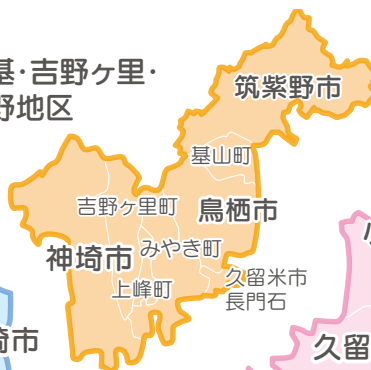 基・吉野ヶ里・
野地区
筑紫野市
基山町
吉野ヶ里町
鳥栖市
みやき町
神埼市
上峰町
久留米市
長門石
埼市
久留